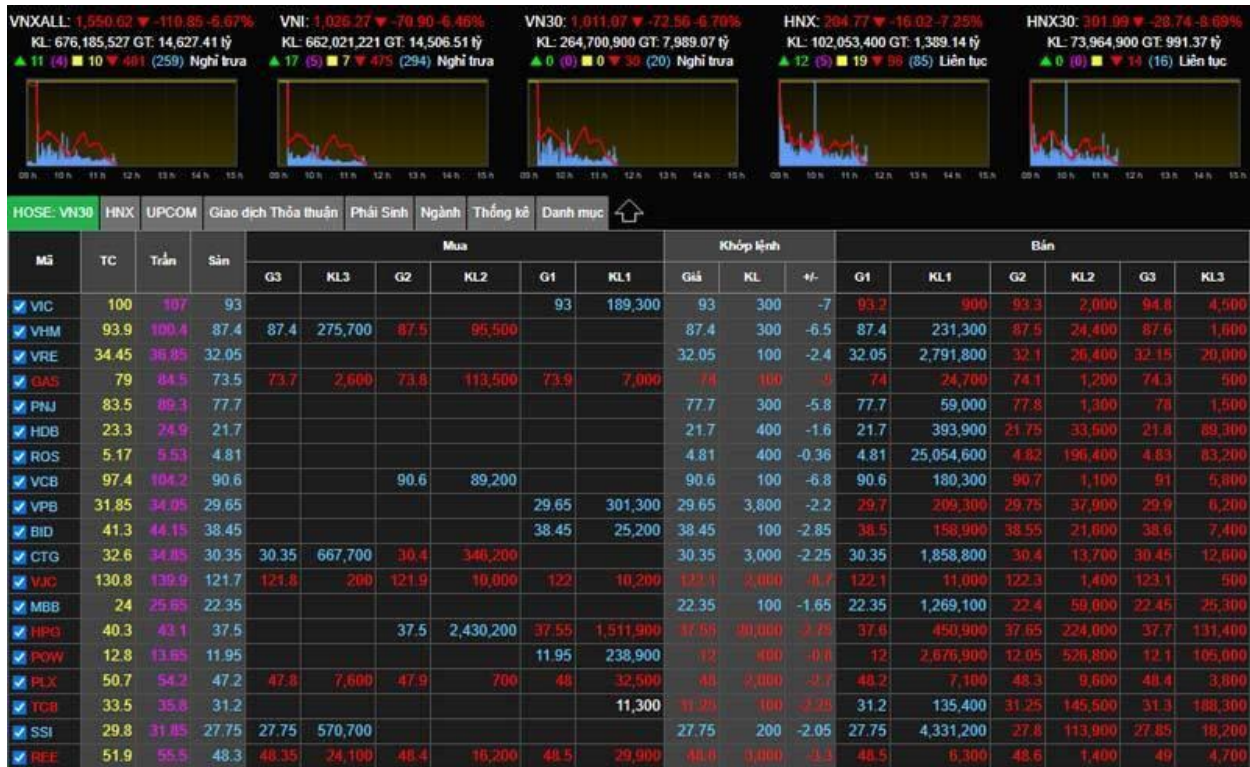 VNXALL: 1,550.62 ▼ -110.85 -6.67% VNI: 1,026.27 ▼ -70.90 -6.46% VN30: 1,011.07 ▼ -72.56 -6.70% HNX: 204.77 ▼ -16.02 -7.25% HNX30: 301.99 ▼ -28.74 -8.69%
KL: 676,185,527 GT: 14,627.41 tỷ KL: 662,021,221 GT: 14,506.51 tỷ KL: 264,700,900 GT: 7,989.07 tỷ KL: 102,053,400 GT: 1,389.14 tỷ KL: 73,964,900 GT: 991.37 tỷ
▲ 11 (4) ■ 10 ▼ 481 (259) Nghỉ trưa ▲ 17 (5) ■ 7 ▼ 475 (294) Nghỉ trưa ▲ 0 (0) ■ 0 ▼ 30 (20) Nghỉ trưa ▲ 12 (5) ■ 19 ▼ 98 (85) Liên tục ▲ 0 (0) ■ ▼ 14 (16) Liên tục
09 h 10 h 11 h 12 h 13 h 14 h 15 h 09 h 10 h 11 h 12 h 13 h 14 h 15 h 09 h 10 h 11 h 12 h 13 h 14 h 15 h 09 h 10 h 11 h 12 h 13 h 14 h 15 h 09 h 10 h 11 h 12 h 13 h 14 h 15 h
HOSE: VN30 HNX UPCOM Giao dịch Thỏa thuận Phái Sinh Ngành Thống kê Danh mục
Mã TC Trần Sàn Mua Khớp lệnh Bán
G3 KL3 G2 KL2 G1 KL1 Giá KL +/- G1 KL1 G2 KL2 G3 KL3
VIC 100 107 93 93 189,300 93 300 -7 93.2 900 93.3 2,000 94.8 4,500
VHM 93.9 100.4 87.4 87.4 275,700 87.5 95,500 87.4 300 -6.5 87.4 231,300 87.5 24,400 87.6 1,600
VRE 34.45 36.85 32.05 32.05 100 -2.4 32.05 2,791,800 32.1 26,400 32.15 20,000
GAS 79 84.5 73.5 73.7 2,600 73.8 113,500 73.9 7,000 74 100 -5 74 24,700 74.1 1,200 74.3 500
PNJ 83.5 89.3 77.7 77.7 300 -5.8 77.7 59,000 77.8 1,300 78 1,500
HDB 23.3 24.9 21.7 21.7 400 -1.6 21.7 393,900 21.75 33,500 21.8 89,300
ROS 5.17 5.53 4.81 4.81 400 -0.36 4.81 25,054,600 4.82 196,400 4.83 83,200
VCB 97.4 104.2 90.6 90.6 89,200 90.6 100 -6.8 90.6 180,300 90.7 1,100 91 5,800
VPB 31.85 34.05 29.65 29.65 301,300 29.65 3,800 -2.2 29.7 209,300 29.75 37,900 29.9 6,200
BID 41.3 44.15 38.45 38.45 25,200 38.45 100 -2.85 38.5 158,900 38.55 21,600 38.6 7,400
CTG 32.6 34.85 30.35 30.35 667,700 30.4 346,200 30.35 3,000 -2.25 30.35 1,858,800 30.4 13,700 30.45 12,600
VJC 130.8 139.9 121.7 121.8 200 121.9 10,000 122 10,200 122.1 2,000 -8.7 122.1 11,000 122.3 1,400 123.1 500
MBB 24 25.65 22.35 22.35 100 -1.65 22.35 1,269,100 22.4 59,000 22.45 25,300
HPG 40.3 43.1 37.5 37.5 2,430,200 37.55 1,511,900 37.55 -2.75 37.6 450,900 37.65 224,000 37.7 131,400
POW 12.8 13.65 11.95 11.95 238,900 12 400 -0.8 12 2,676,900 12.05 526,800 12.1 105,000
PLX 50.7 54.2 47.2 47.8 7,600 47.9 700 48 32,500 48 2,000 -2.7 48.2 7,100 48.3 9,600 48.4 3,800
TCB 33.5 35.8 31.2 11,300 31.25 100 -2.25 31.2 135,400 31.25 145,500 31.3 188,300
SSI 29.8 31.85 27.75 27.75 570,700 27.75 200 -2.05 27.75 4,331,200 27.8 113,900 27.85 18,200
REE 51.9 55.5 48.3 48.35 24,100 48.4 16,200 48.5 29,900 48.6 3,000 -3.3 48.5 6,300 48.6 1,400 49 4,700